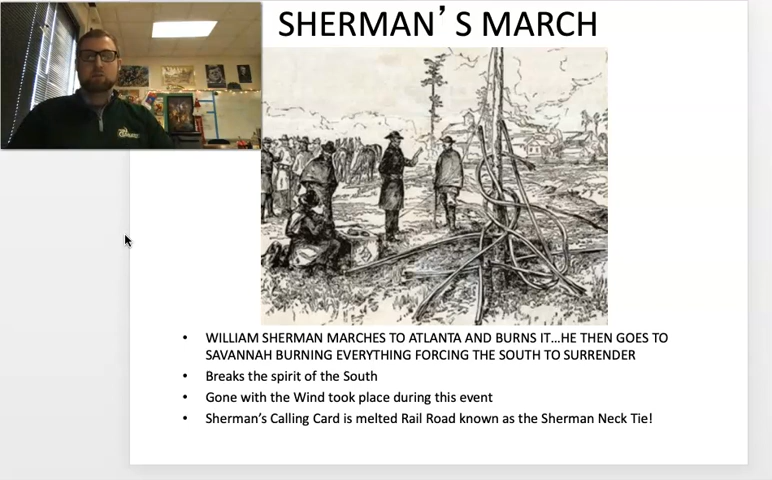 SHERMAN’S MARCH
• WILLIAM SHERMAN MARCHES TO ATLANTA AND BURNS IT…HE THEN GOES TO
SAVANNAH BURNING EVERYTHING FORCING THE SOUTH TO SURRENDER
• Breaks the spirit of the South
• Gone with the Wind took place during this event
• Sherman’s Calling Card is melted Rail Road known as the Sherman Neck Tie!